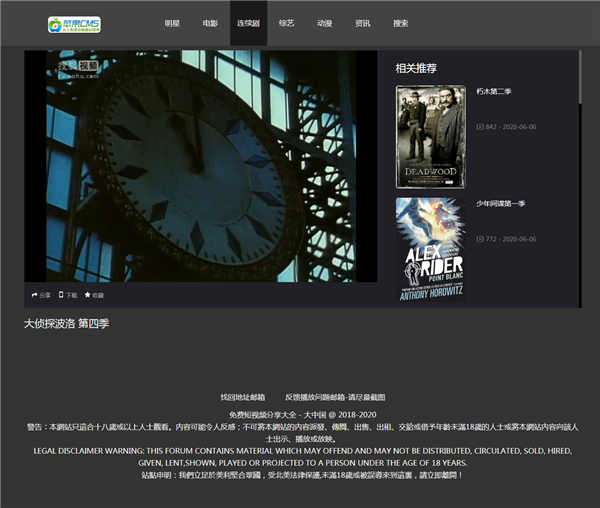 苹果CMS
明星 电影 连续剧 综艺 动漫 资讯 搜索
搜狐视频
tv.sohu.com
相关推荐
朽木第二季
842 - 2020-06-06
DEADWOOD
少年间谍第一季
772 - 2020-06-06
ALEX
RIDER
POINT BLANC
ANTHONY HOROWITZ
分享 下载 收藏
大侦探波洛 第四季
找回地址邮箱 反馈播放问题邮箱-请尽量截图
免费短视频分享大全 - 大中国 @ 2018-2020
警告：本網站只適合十八歲或以上人士觀看。內容可能令人反感；不可將本網站的內容派發、傳閱、出售、出租、交給或借予年齡未滿18歲的人士或將本網站內容向該人
士出示、播放或放映。
LEGAL DISCLAIMER WARNING: THIS FORUM CONTAINS MATERIAL WHICH MAY OFFEND AND MAY NOT BE DISTRIBUTED, CIRCULATED, SOLD, HIRED,
GIVEN, LENT,SHOWN, PLAYED OR PROJECTED TO A PERSON UNDER THE AGE OF 18 YEARS.
站點申明：我們立足於美利堅合眾國，受北美法律保護,未滿18歲或被誤導來到這裏，請立即離開！